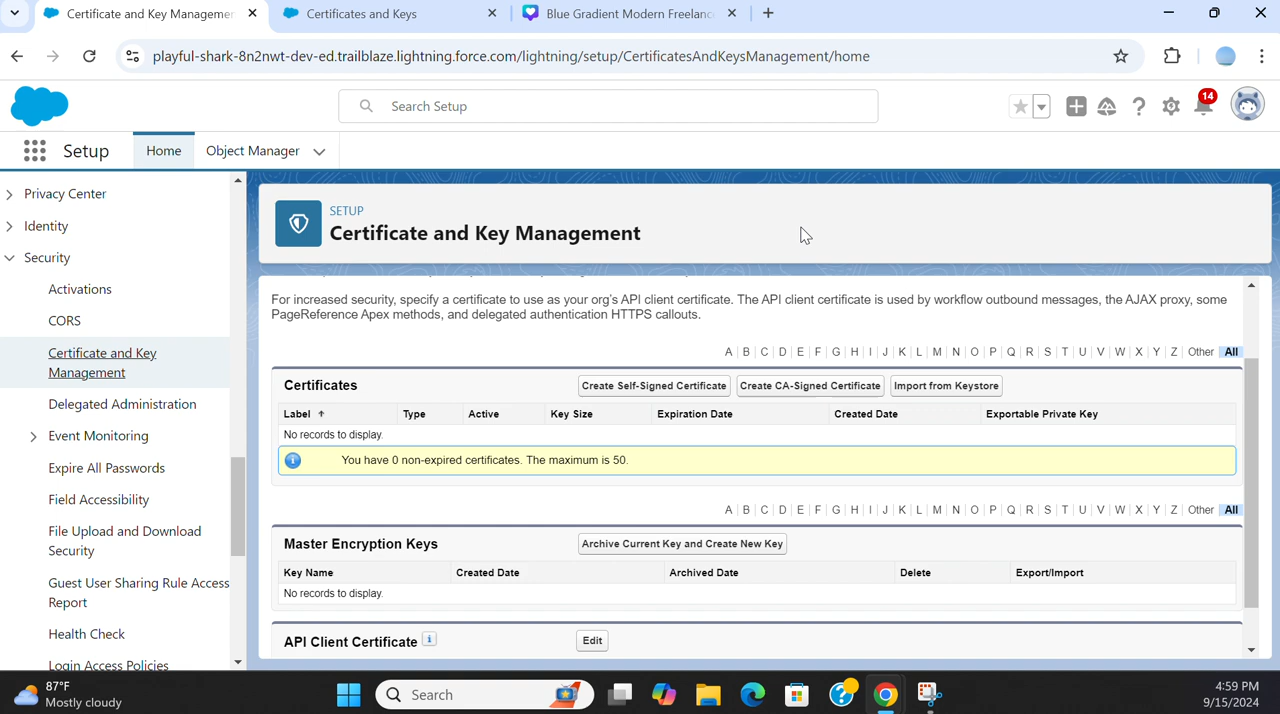 Certificate and Key Managemer
Certificates and Keys
Blue Gradient Modern Freelanc
playful-shark-8n2nwt-dev-ed.trailblaze.lightning.force.com/lightning/setup/CertificatesAndKeysManagement/home
Search Setup
14
Setup
Home
Object Manager
Privacy Center
Identity
Security
Activations
CORS
Certificate and Key
Management
Delegated Administration
Event Monitoring
Expire All Passwords
Field Accessibility
File Upload and Download
Security
Guest User Sharing Rule Access
Report
Health Check
Login Access Policies
SETUP
Certificate and Key Management
For increased security, specify a certificate to use as your org's API client certificate. The API client certificate is used by workflow outbound messages, the AJAX proxy, some
PageReference Apex methods, and delegated authentication HTTPS callouts.
A | B | C | D | E | F | G | H | I | J | K | L | M | N | O | P | Q | R | S | T | U | V | W | X | Y | Z | Other | All
Certificates Create Self-Signed Certificate Create CA-Signed Certificate Import from Keystore
Label ↑ Type Active Key Size Expiration Date Created Date Exportable Private Key
No records to display.
You have 0 non-expired certificates. The maximum is 50.
A | B | C | D | E | F | G | H | I | J | K | L | M | N | O | P | Q | R | S | T | U | V | W | X | Y | Z | Other | All
Master Encryption Keys Archive Current Key and Create New Key
Key Name Created Date Archived Date Delete Export/Import
No records to display.
API Client Certificate i Edit
87°F
Mostly cloudy
Search
4:59 PM
9/15/2024